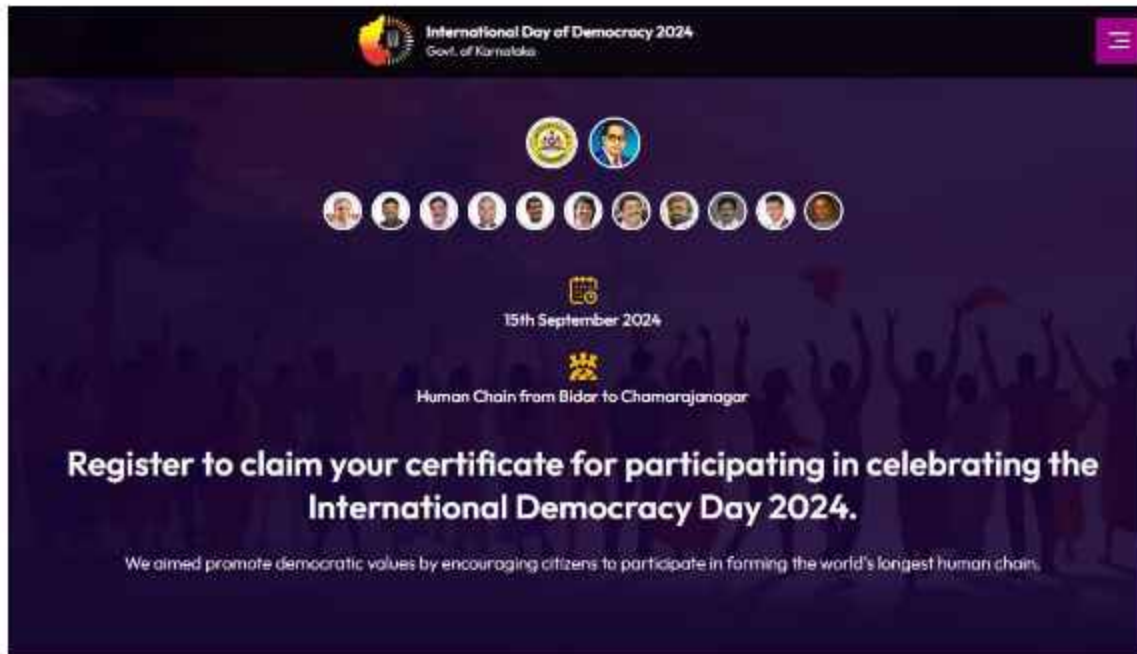 International Day of Democracy 2024
Govt. of Karnataka
15th September 2024
Human Chain from Bidar to Chamarajanagar
Register to claim your certificate for participating in celebrating the
International Democracy Day 2024.
We aimed promote democratic values by encouraging citizens to participate in forming the world's longest human chain.